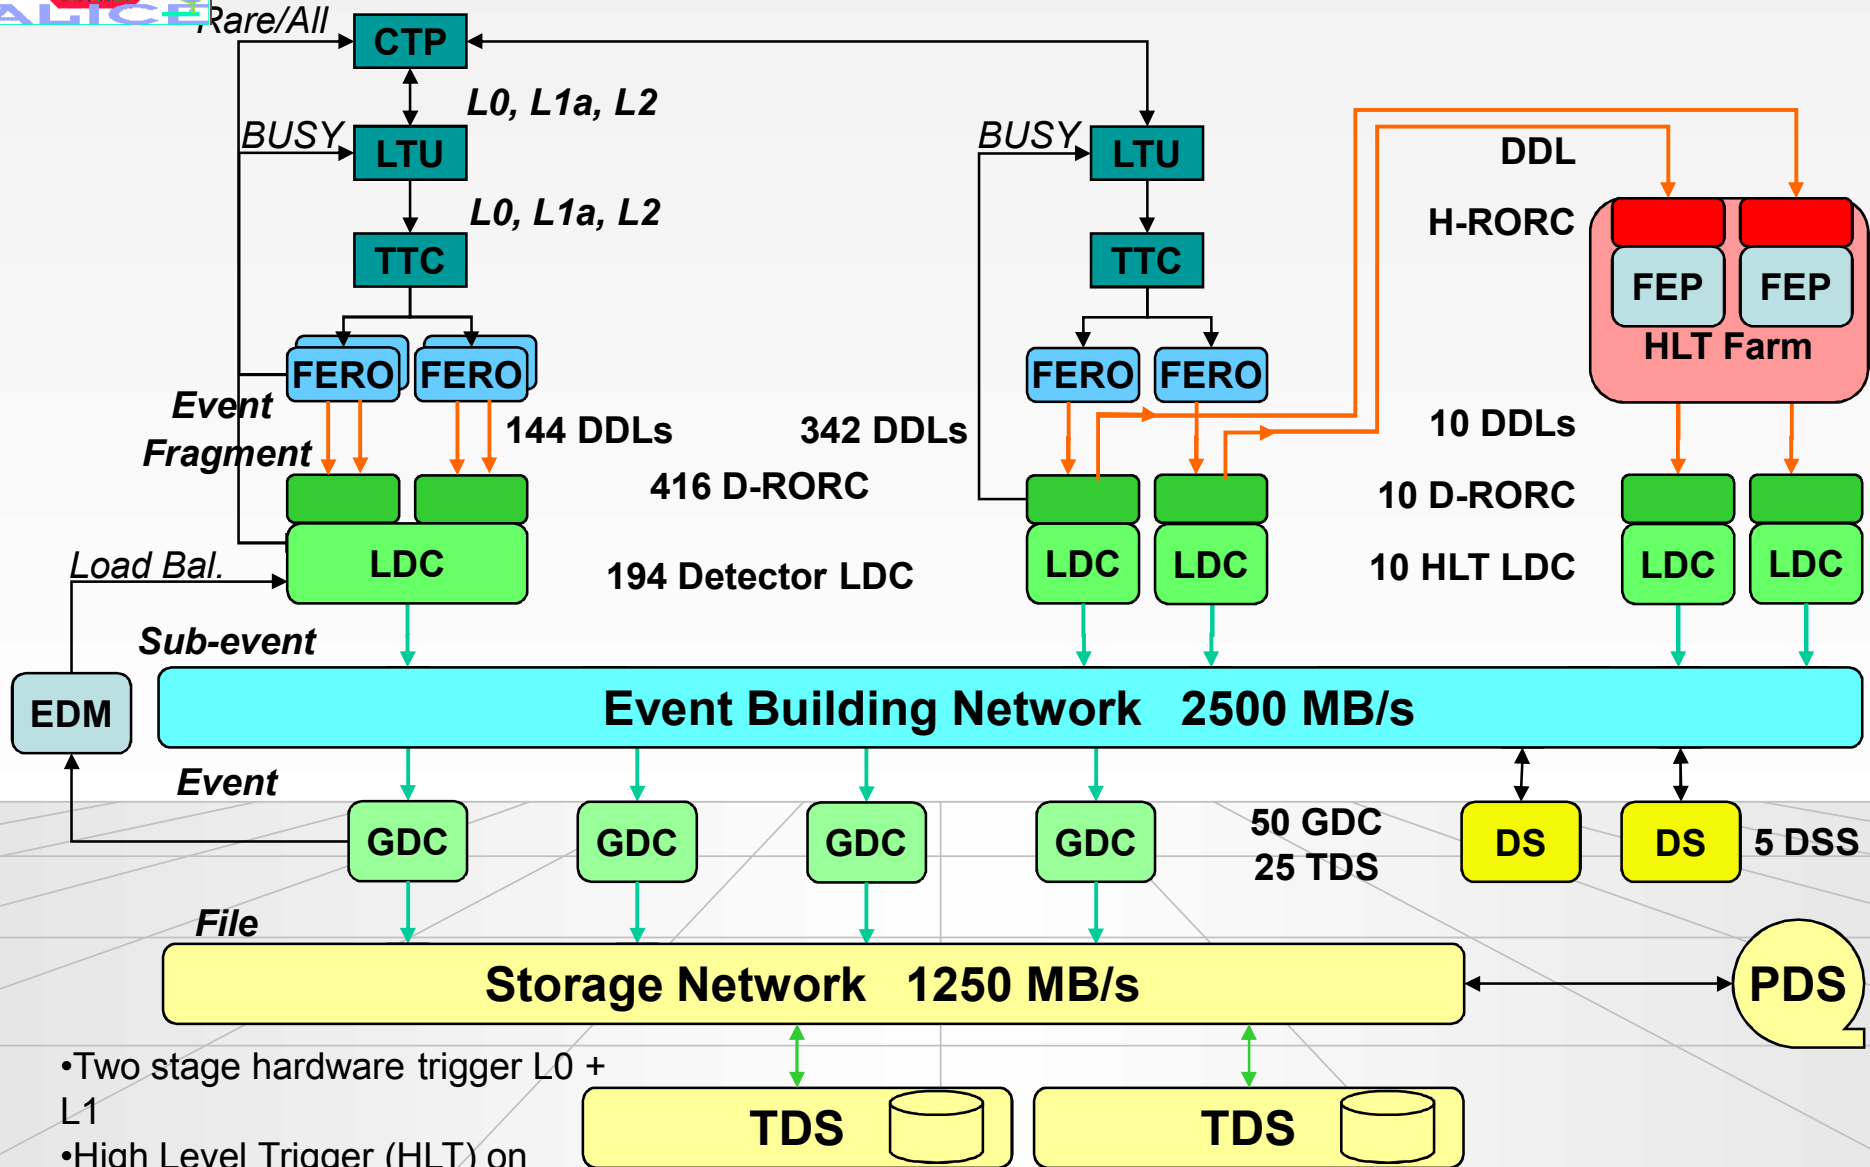 ALICE
Rare/All
CTP
L0, L1a, L2
BUSY
LTU
BUSY
LTU
DDL
L0, L1a, L2
H-RORC
TTC
TTC
FEP
FEP
HLT Farm
FERO
FERO
FERO
FERO
Event
Fragment
144 DDLs
342 DDLs
10 DDLs
416 D-RORC
10 D-RORC
Load Bal.
LDC
194 Detector LDC
LDC
LDC
10 HLT LDC
LDC
LDC
Sub-event
EDM
Event Building Network 2500 MB/s
Event
GDC
GDC
GDC
GDC
50 GDC
25 TDS
DS
DS
5 DSS
File
Storage Network 1250 MB/s
PDS
•Two stage hardware trigger L0 +
L1
•High Level Trigger (HLT) on
TDS
TDS